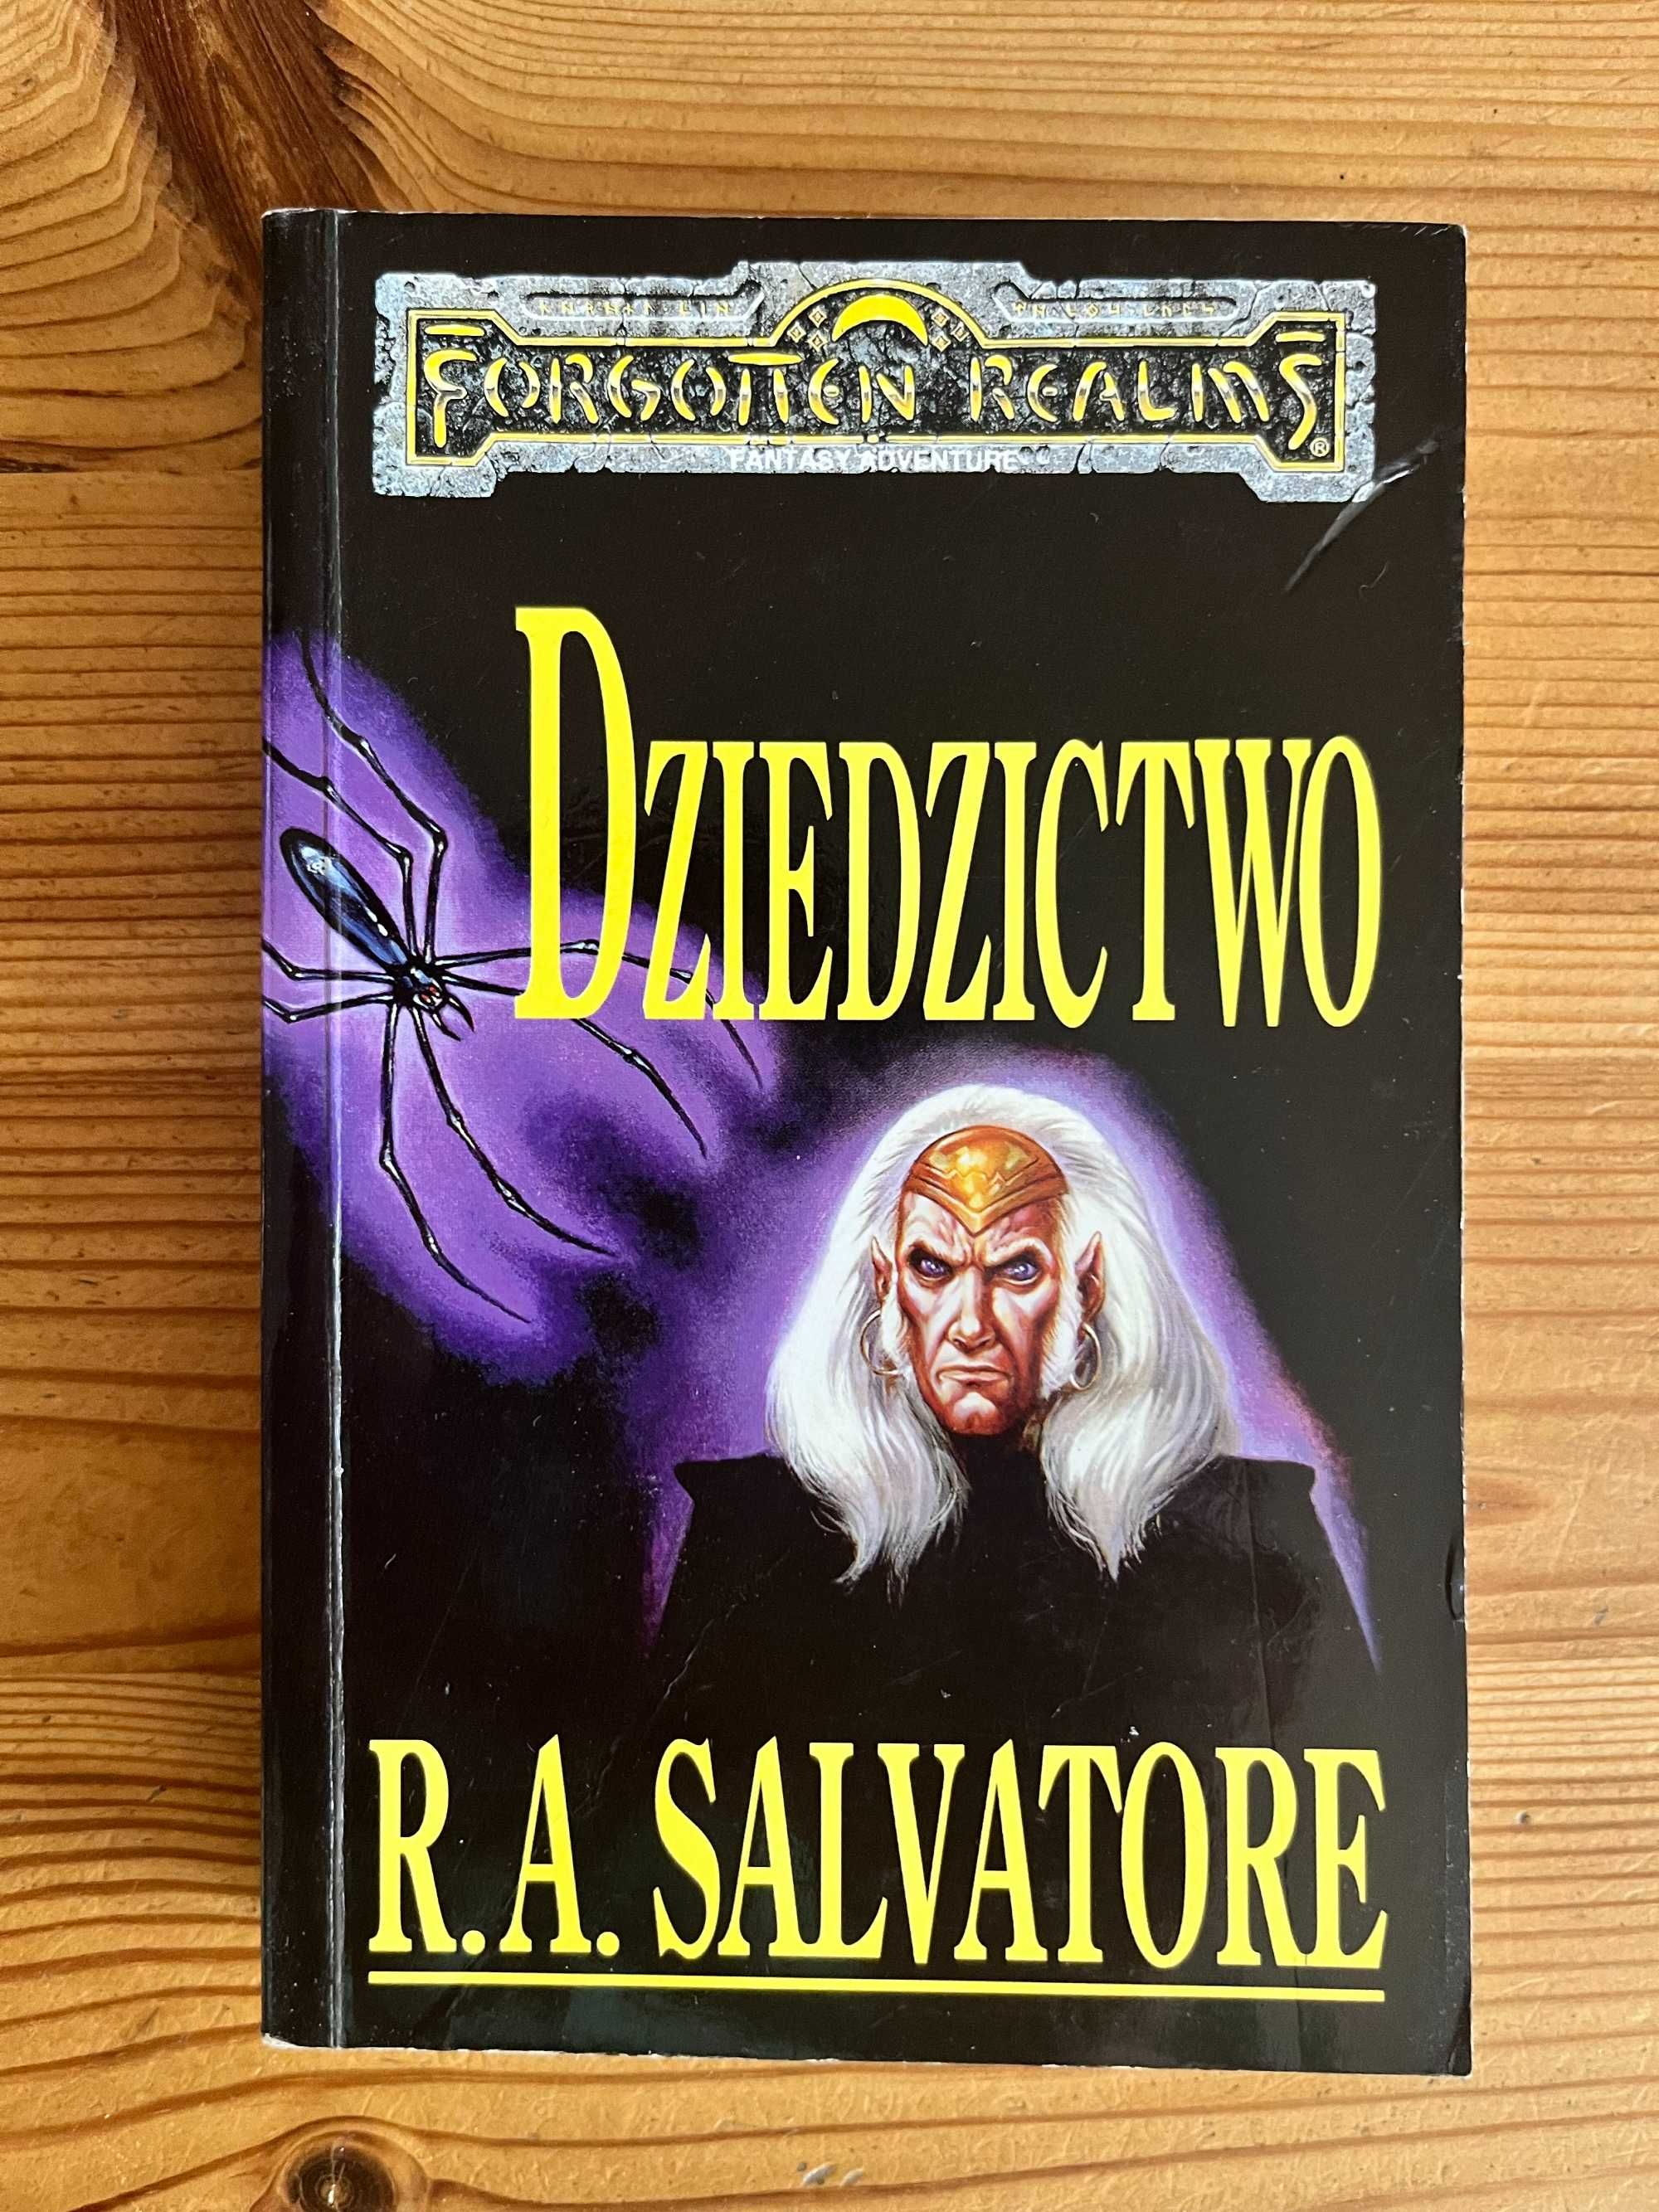 FORGOTTEN REALMS®
FANTASY ADVENTURE
DZIEDZICTWO
R.A. SALVATORE